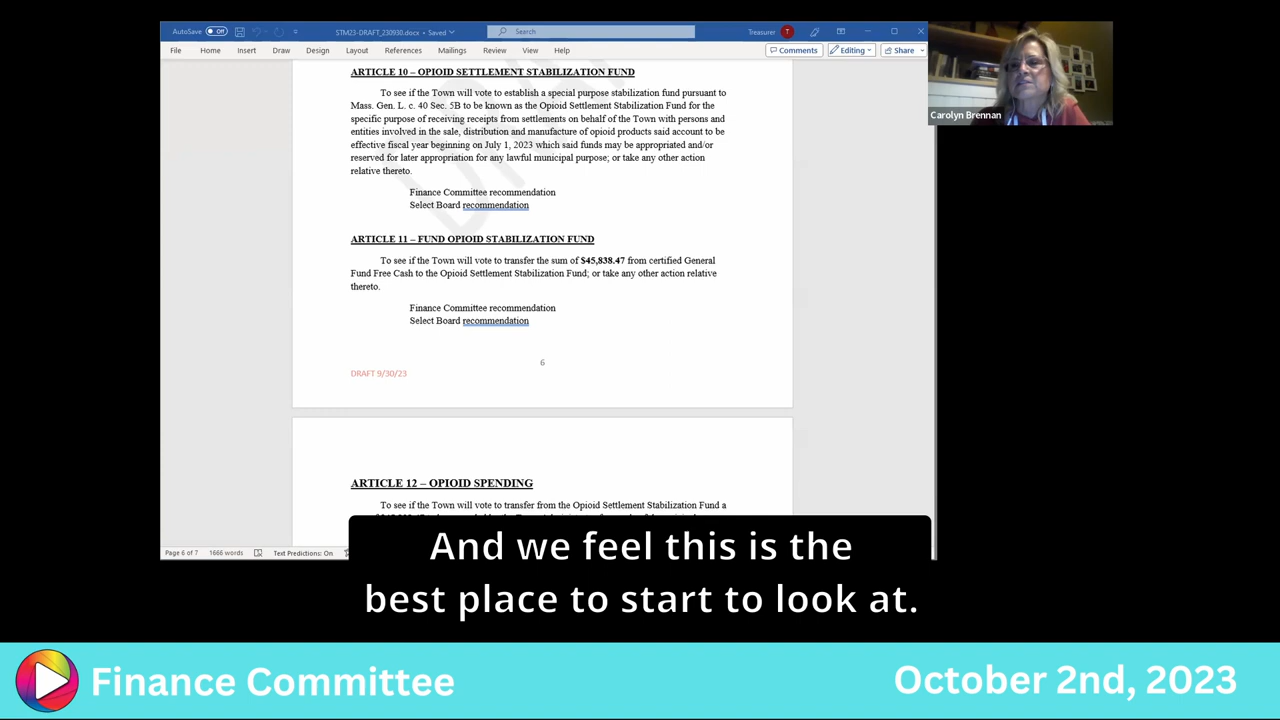 AutoSave Off
STM23-DRAFT_230930.docx • Saved
Search
Treasurer T
File Home Insert Draw Design Layout References Mailings Review View Help
Comments Editing Share
ARTICLE 10 – OPIOID SETTLEMENT STABILIZATION FUND
To see if the Town will vote to establish a special purpose stabilization fund pursuant to
Mass. Gen. L. c. 40 Sec. 5B to be known as the Opioid Settlement Stabilization Fund for the
specific purpose of receiving receipts from settlements on behalf of the Town with persons and
entities involved in the sale, distribution and manufacture of opioid products said account to be
effective fiscal year beginning on July 1, 2023 which said funds may be appropriated and/or
reserved for later appropriation for any lawful municipal purpose; or take any other action
relative thereto.
Finance Committee recommendation
Select Board recommendation
ARTICLE 11 – FUND OPIOID STABILIZATION FUND
To see if the Town will vote to transfer the sum of $45,838.47 from certified General
Fund Free Cash to the Opioid Settlement Stabilization Fund; or take any other action relative
thereto.
Finance Committee recommendation
Select Board recommendation
6
DRAFT 9/30/23
ARTICLE 12 – OPIOID SPENDING
To see if the Town will vote to transfer from the Opioid Settlement Stabilization Fund a
Page 6 of 7 1666 words Text Predictions: On
Carolyn Brennan
And we feel this is the
best place to start to look at.
Finance Committee
October 2nd, 2023